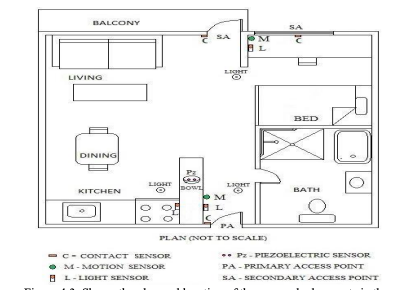 BALCONY
SA
SA
C
M
C
L
LIGHT
LIVING
BED
DINING
Pz
BOWL
LIGHT
LIGHT
KITCHEN
BATH
M
L
L
C
PA
PLAN (NOT TO SCALE)
C = CONTACT SENSOR
Pz - PIEZOELECTRIC SENSOR
M - MOTION SENSOR
PA - PRIMARY ACCESS POINT
L - LIGHT SENSOR
SA - SECONDARY ACCESS POINT